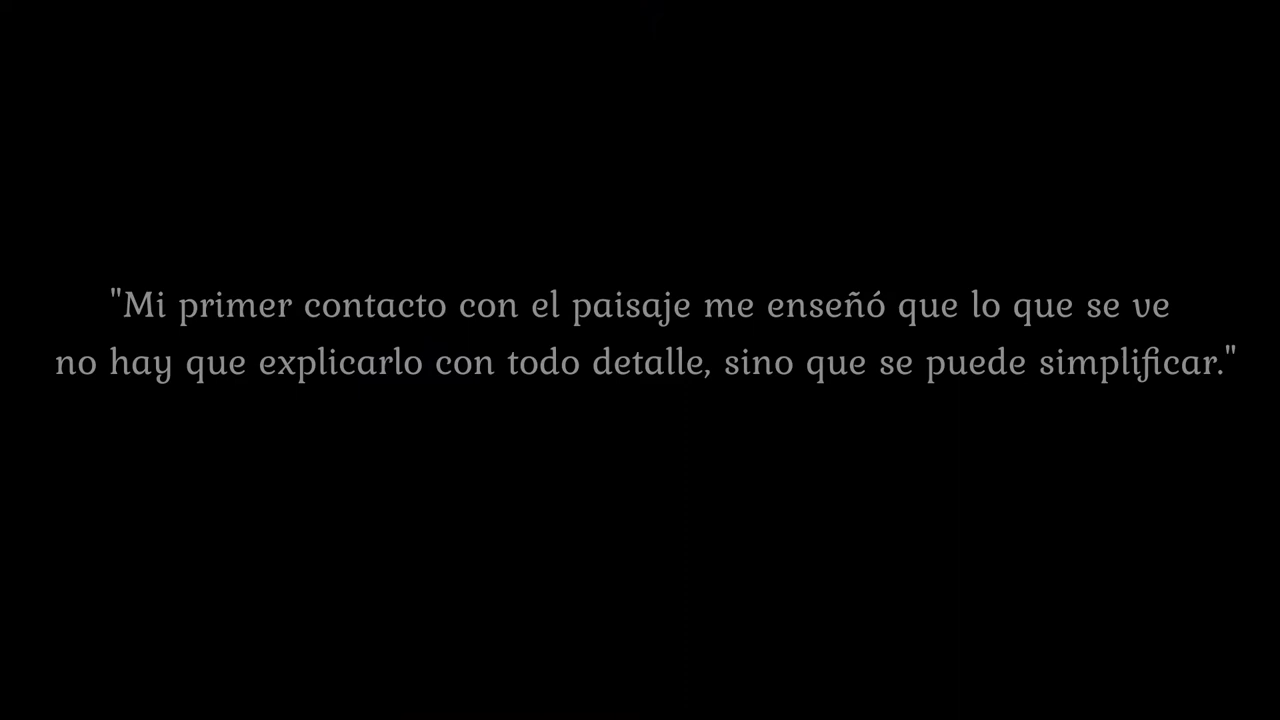 "Mi primer contacto con el paisaje me enseñó que lo que se ve
no hay que explicarlo con todo detalle, sino que se puede simplificar."